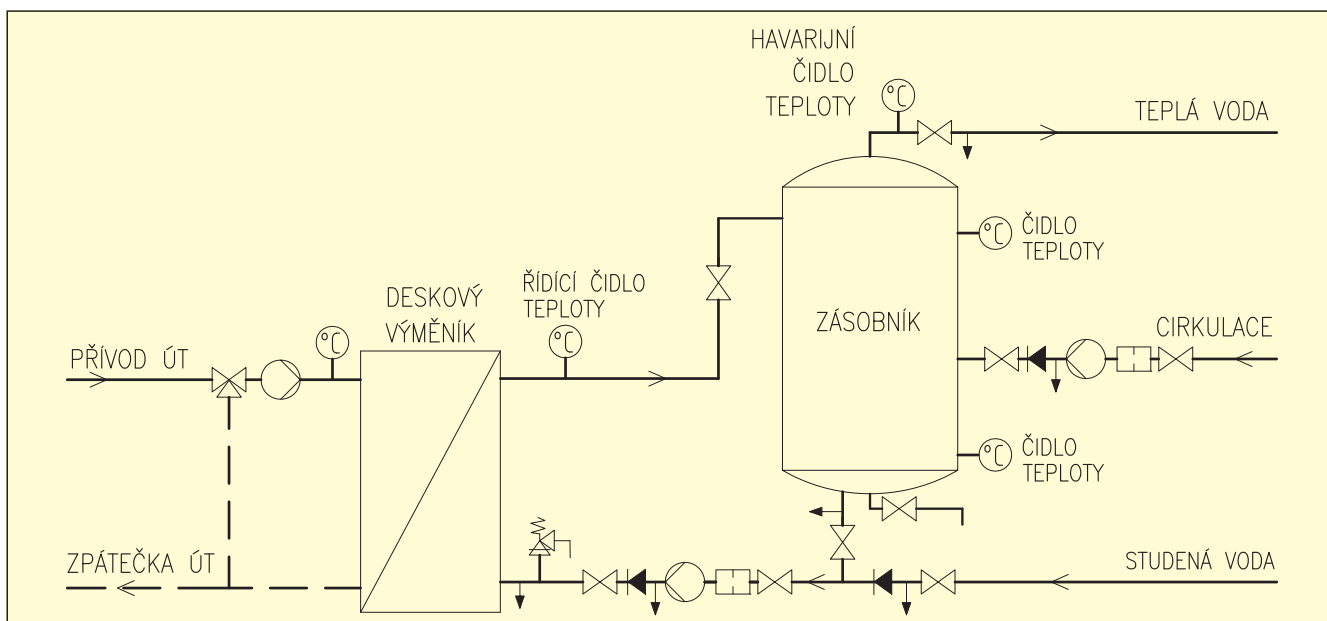 HAVARIJNÍ
ČIDLO
TEPLOTY
°C
TEPLÁ VODA
°C
ČIDLO
TEPLOTY
ŘÍDÍCÍ ČIDLO
TEPLOTY
°C
DESKOVÝ
VÝMĚNÍK
°C
ZÁSOBNÍK
CIRKULACE
PŘÍVOD ÚT
°C
ČIDLO
TEPLOTY
ZPÁTEČKA ÚT
STUDENÁ VODA